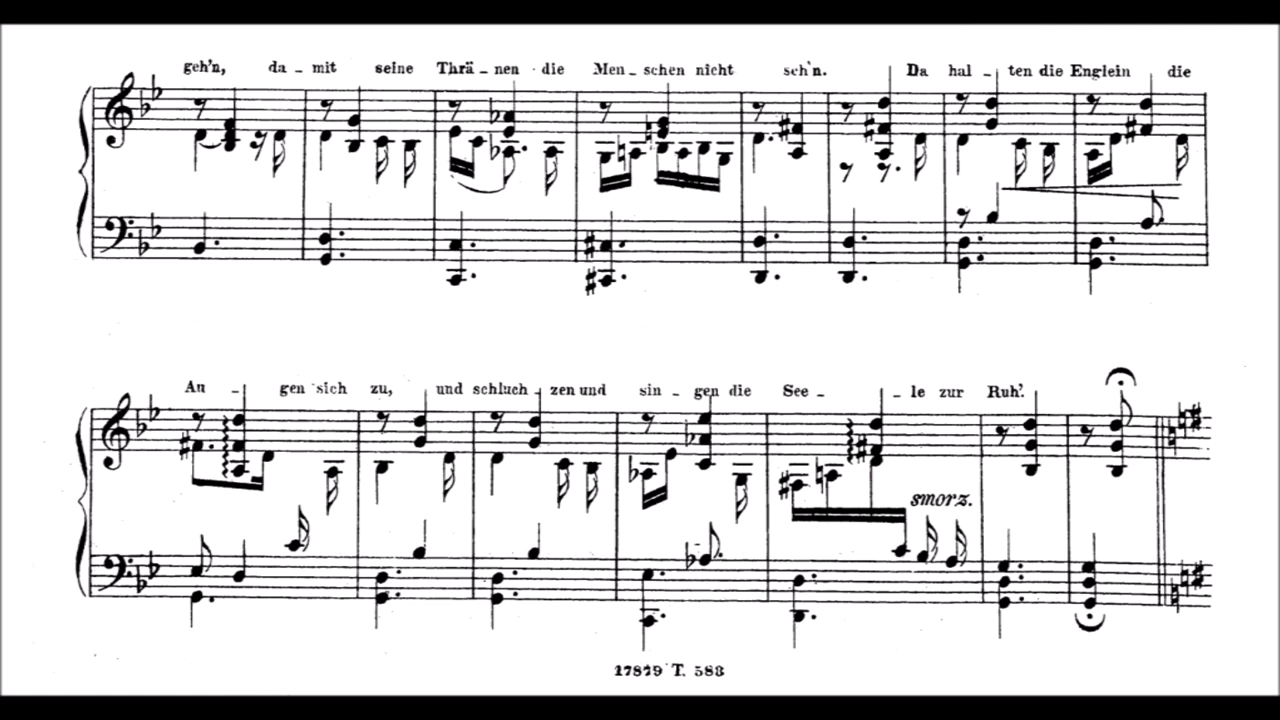 geh'n, da - mit seine Thrä - nen die Men - schen nicht seh'n. Da hal - ten die Englein die
Au - gen sich zu, und schluch - zen und sin - gen die See - - le zur Ruh'.
smorz.
17879 T. 583